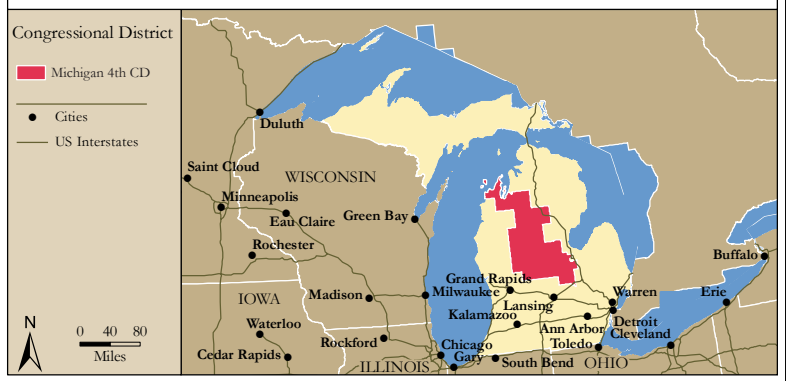 Congressional District
Michigan 4th CD
Cities
US Interstates
N
0 40 80
Miles
Duluth
Saint Cloud
WISCONSIN
Minneapolis
Eau Claire
Green Bay
Rochester
Buffalo
Grand Rapids
IOWA
Madison
Milwaukee
Lansing
Warren
Erie
Kalamazoo
Waterloo
Ann Arbor
Detroit
Cleveland
Rockford
Chicago
Toledo
Cedar Rapids
ILLINOIS
Gary
South Bend
OHIO